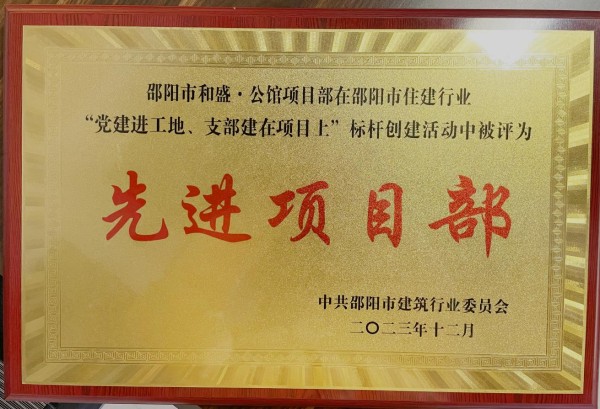 邵阳市和盛·公馆项目部在邵阳市住建行业
“党建进工地、支部建在项目上”标杆创建活动中被评为
先进项目部
中共邵阳市建筑行业委员会
二〇二三年十二月